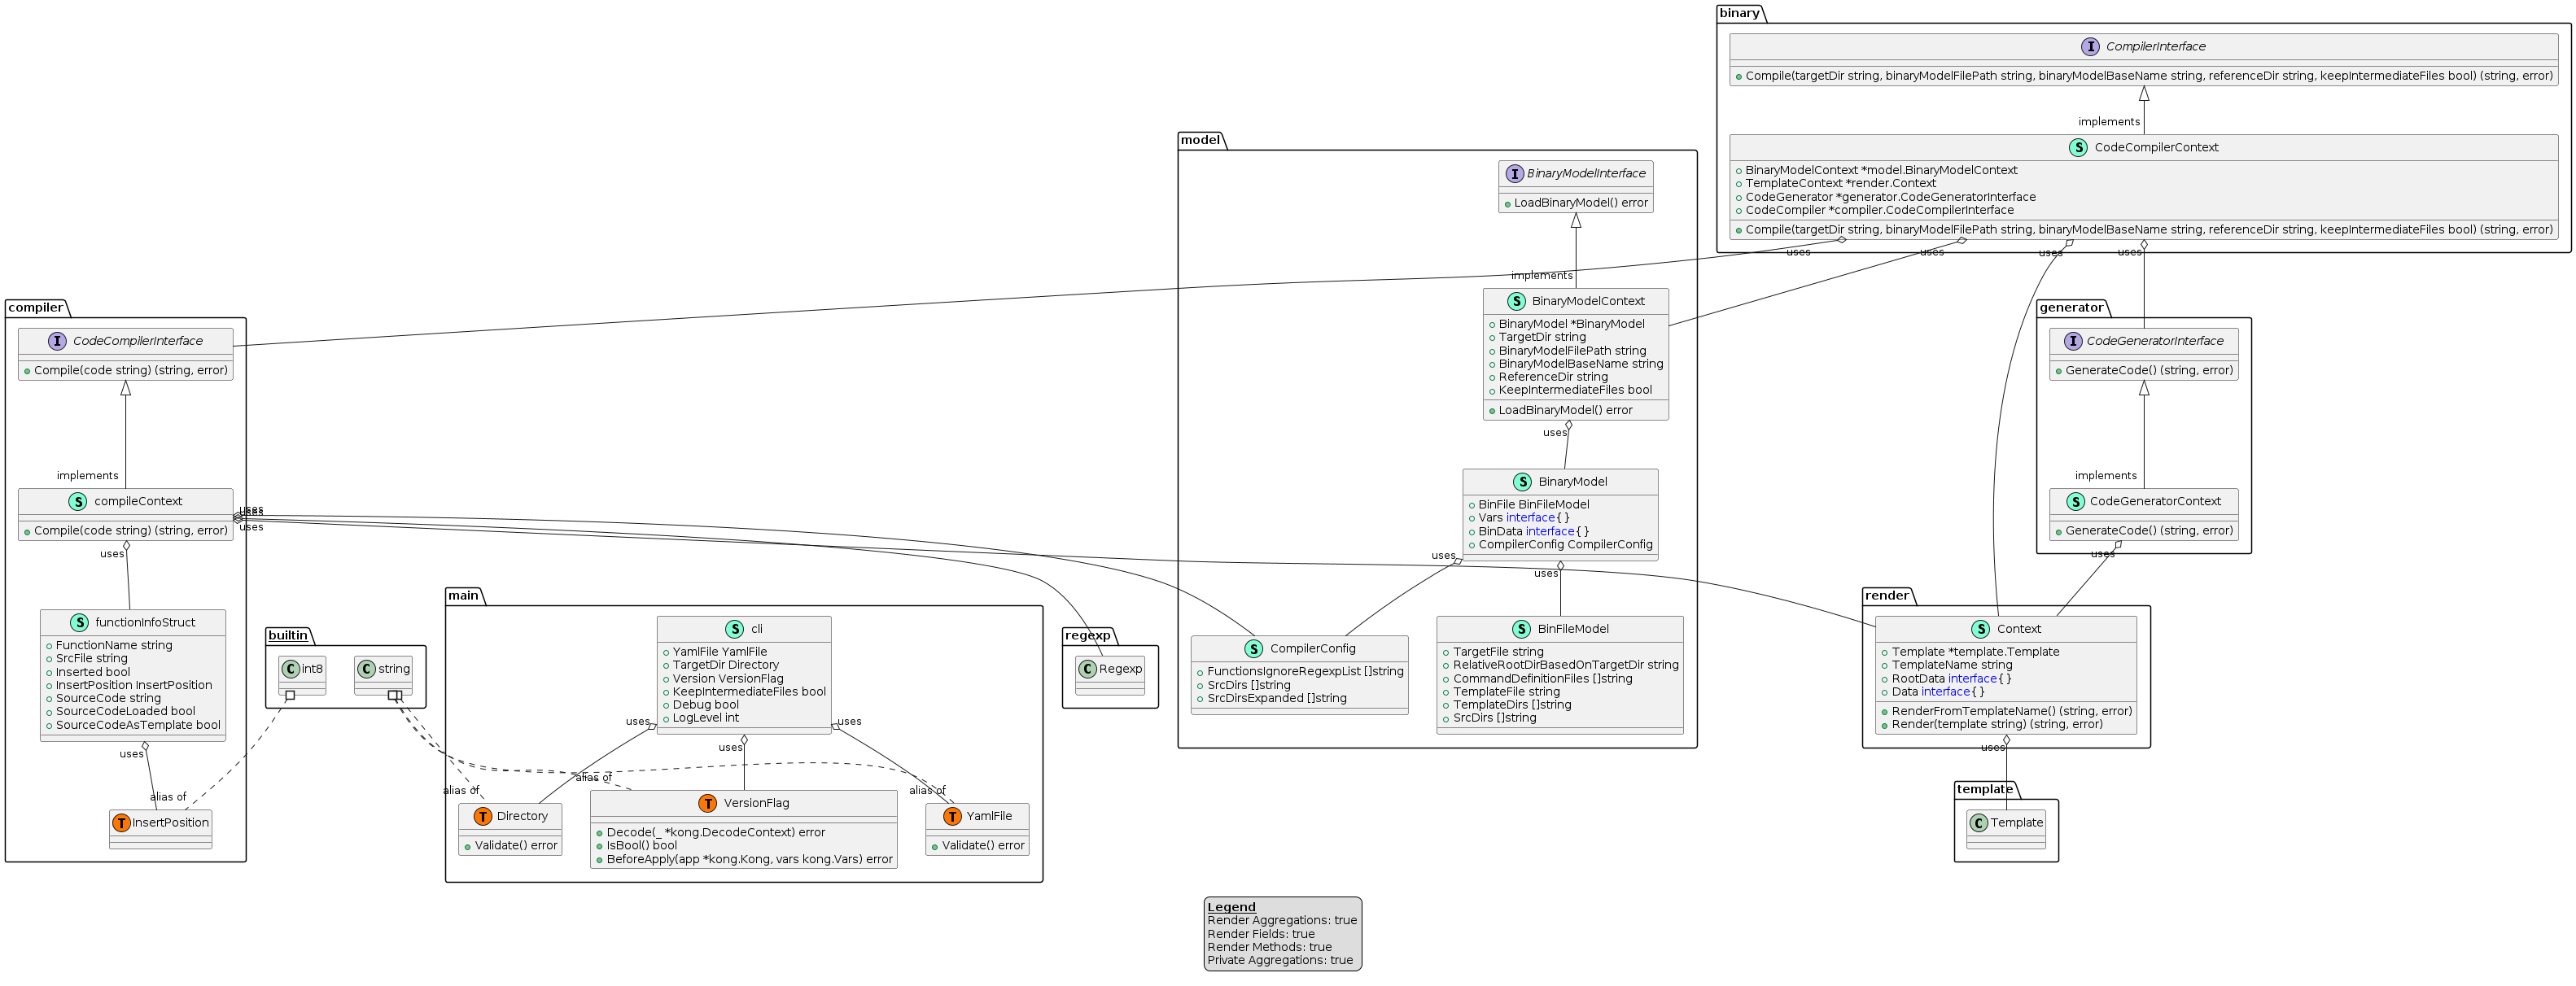 binary
I CompilerInterface
Compile(targetDir string, binaryModelFilePath string, binaryModelBaseName string, referenceDir string, keepIntermediateFiles bool) (string, error)
implements
S CodeCompilerContext
BinaryModelContext *model.BinaryModelContext
TemplateContext *render.Context
CodeGenerator *generator.CodeGeneratorInterface
CodeCompiler *compiler.CodeCompilerInterface
Compile(targetDir string, binaryModelFilePath string, binaryModelBaseName string, referenceDir string, keepIntermediateFiles bool) (string, error)
uses
uses
uses
uses
model
I BinaryModelInterface
LoadBinaryModel() error
implements
S BinaryModelContext
BinaryModel *BinaryModel
TargetDir string
BinaryModelFilePath string
BinaryModelBaseName string
ReferenceDir string
KeepIntermediateFiles bool
LoadBinaryModel() error
uses
S BinaryModel
BinFile BinFileModel
Vars interface{}
BinData interface{}
CompilerConfig CompilerConfig
uses
uses
S CompilerConfig
FunctionsIgnoreRegexpList []string
SrcDirs []string
SrcDirsExpanded []string
S BinFileModel
TargetFile string
RelativeRootDirBasedOnTargetDir string
CommandDefinitionFiles []string
TemplateFile string
TemplateDirs []string
SrcDirs []string
generator
I CodeGeneratorInterface
GenerateCode() (string, error)
implements
S CodeGeneratorContext
GenerateCode() (string, error)
uses
compiler
I CodeCompilerInterface
Compile(code string) (string, error)
implements
S compileContext
Compile(code string) (string, error)
uses
uses
uses
uses
S functionInfoStruct
FunctionName string
SrcFile string
Inserted bool
InsertPosition InsertPosition
SourceCode string
SourceCodeLoaded bool
SourceCodeAsTemplate bool
uses
alias of
T InsertPosition
builtin
C int8
C string
main
S cli
YamlFile YamlFile
TargetDir Directory
Version VersionFlag
KeepIntermediateFiles bool
Debug bool
LogLevel int
uses
uses
uses
alias of
alias of
alias of
T Directory
Validate() error
T VersionFlag
Decode(_ *kong.DecodeContext) error
IsBool() bool
BeforeApply(app *kong.Kong, vars kong.Vars) error
T YamlFile
Validate() error
regexp
C Regexp
render
S Context
Template *template.Template
TemplateName string
RootData interface{}
Data interface{}
RenderFromTemplateName() (string, error)
Render(template string) (string, error)
uses
template
C Template
Legend
Render Aggregations: true
Render Fields: true
Render Methods: true
Private Aggregations: true